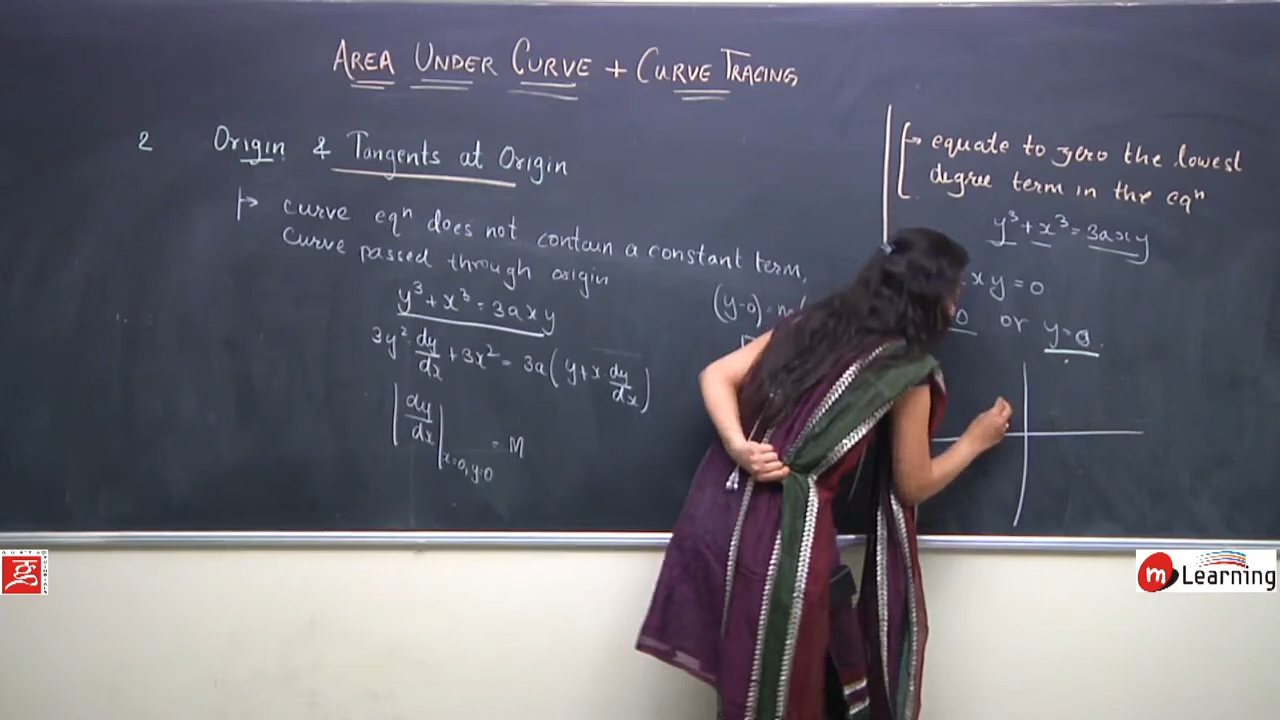 AREA UNDER CURVE + CURVE TRACING
2 Origin & Tangents at Origin
↦ curve eqⁿ does not contain a constant term,
Curve passed through origin
y³ + x³ = 3axy
3y² · dy/dx + 3x² = 3a(y + x · dy/dx)
|dy/dx| x=0, y=0 = M
(y-0) = m(
→ equate to zero the lowest
degree term in the eqⁿ
y³ + x³ = 3axy
xy = 0
0 or y = 0
m Learning